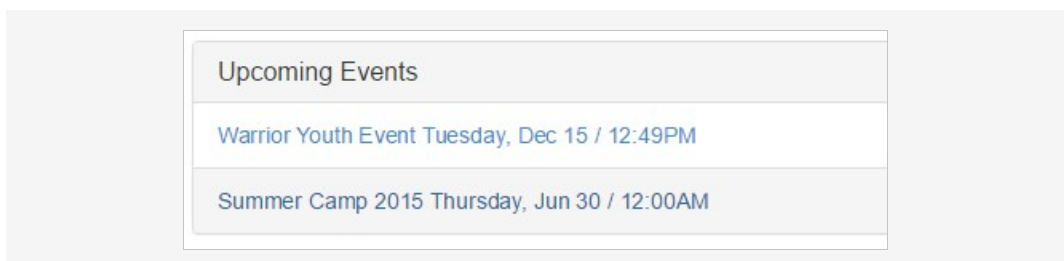 Upcoming Events
Warrior Youth Event Tuesday, Dec 15 / 12:49PM
Summer Camp 2015 Thursday, Jun 30 / 12:00AM